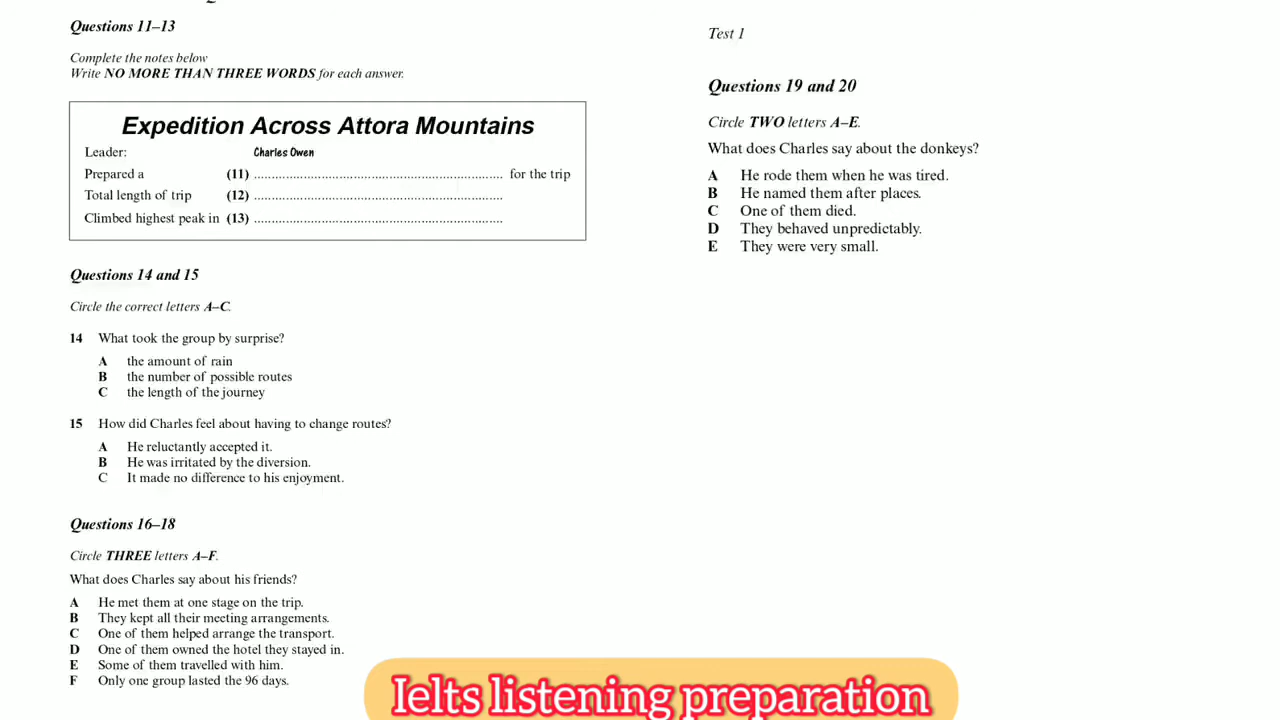 Questions 11–13
Complete the notes below
Write NO MORE THAN THREE WORDS for each answer.
Expedition Across Attora Mountains
Leader: Charles Owen
Prepared a (11) ................................................................ for the trip
Total length of trip (12) ................................................................
Climbed highest peak in (13) ................................................................
Questions 14 and 15
Circle the correct letters A–C.
14 What took the group by surprise?
A the amount of rain
B the number of possible routes
C the length of the journey
15 How did Charles feel about having to change routes?
A He reluctantly accepted it.
B He was irritated by the diversion.
C It made no difference to his enjoyment.
Questions 16–18
Circle THREE letters A–F.
What does Charles say about his friends?
A He met them at one stage on the trip.
B They kept all their meeting arrangements.
C One of them helped arrange the transport.
D One of them owned the hotel they stayed in.
E Some of them travelled with him.
F Only one group lasted the 96 days.
Test 1
Questions 19 and 20
Circle TWO letters A–E.
What does Charles say about the donkeys?
A He rode them when he was tired.
B He named them after places.
C One of them died.
D They behaved unpredictably.
E They were very small.
Ielts listening preparation